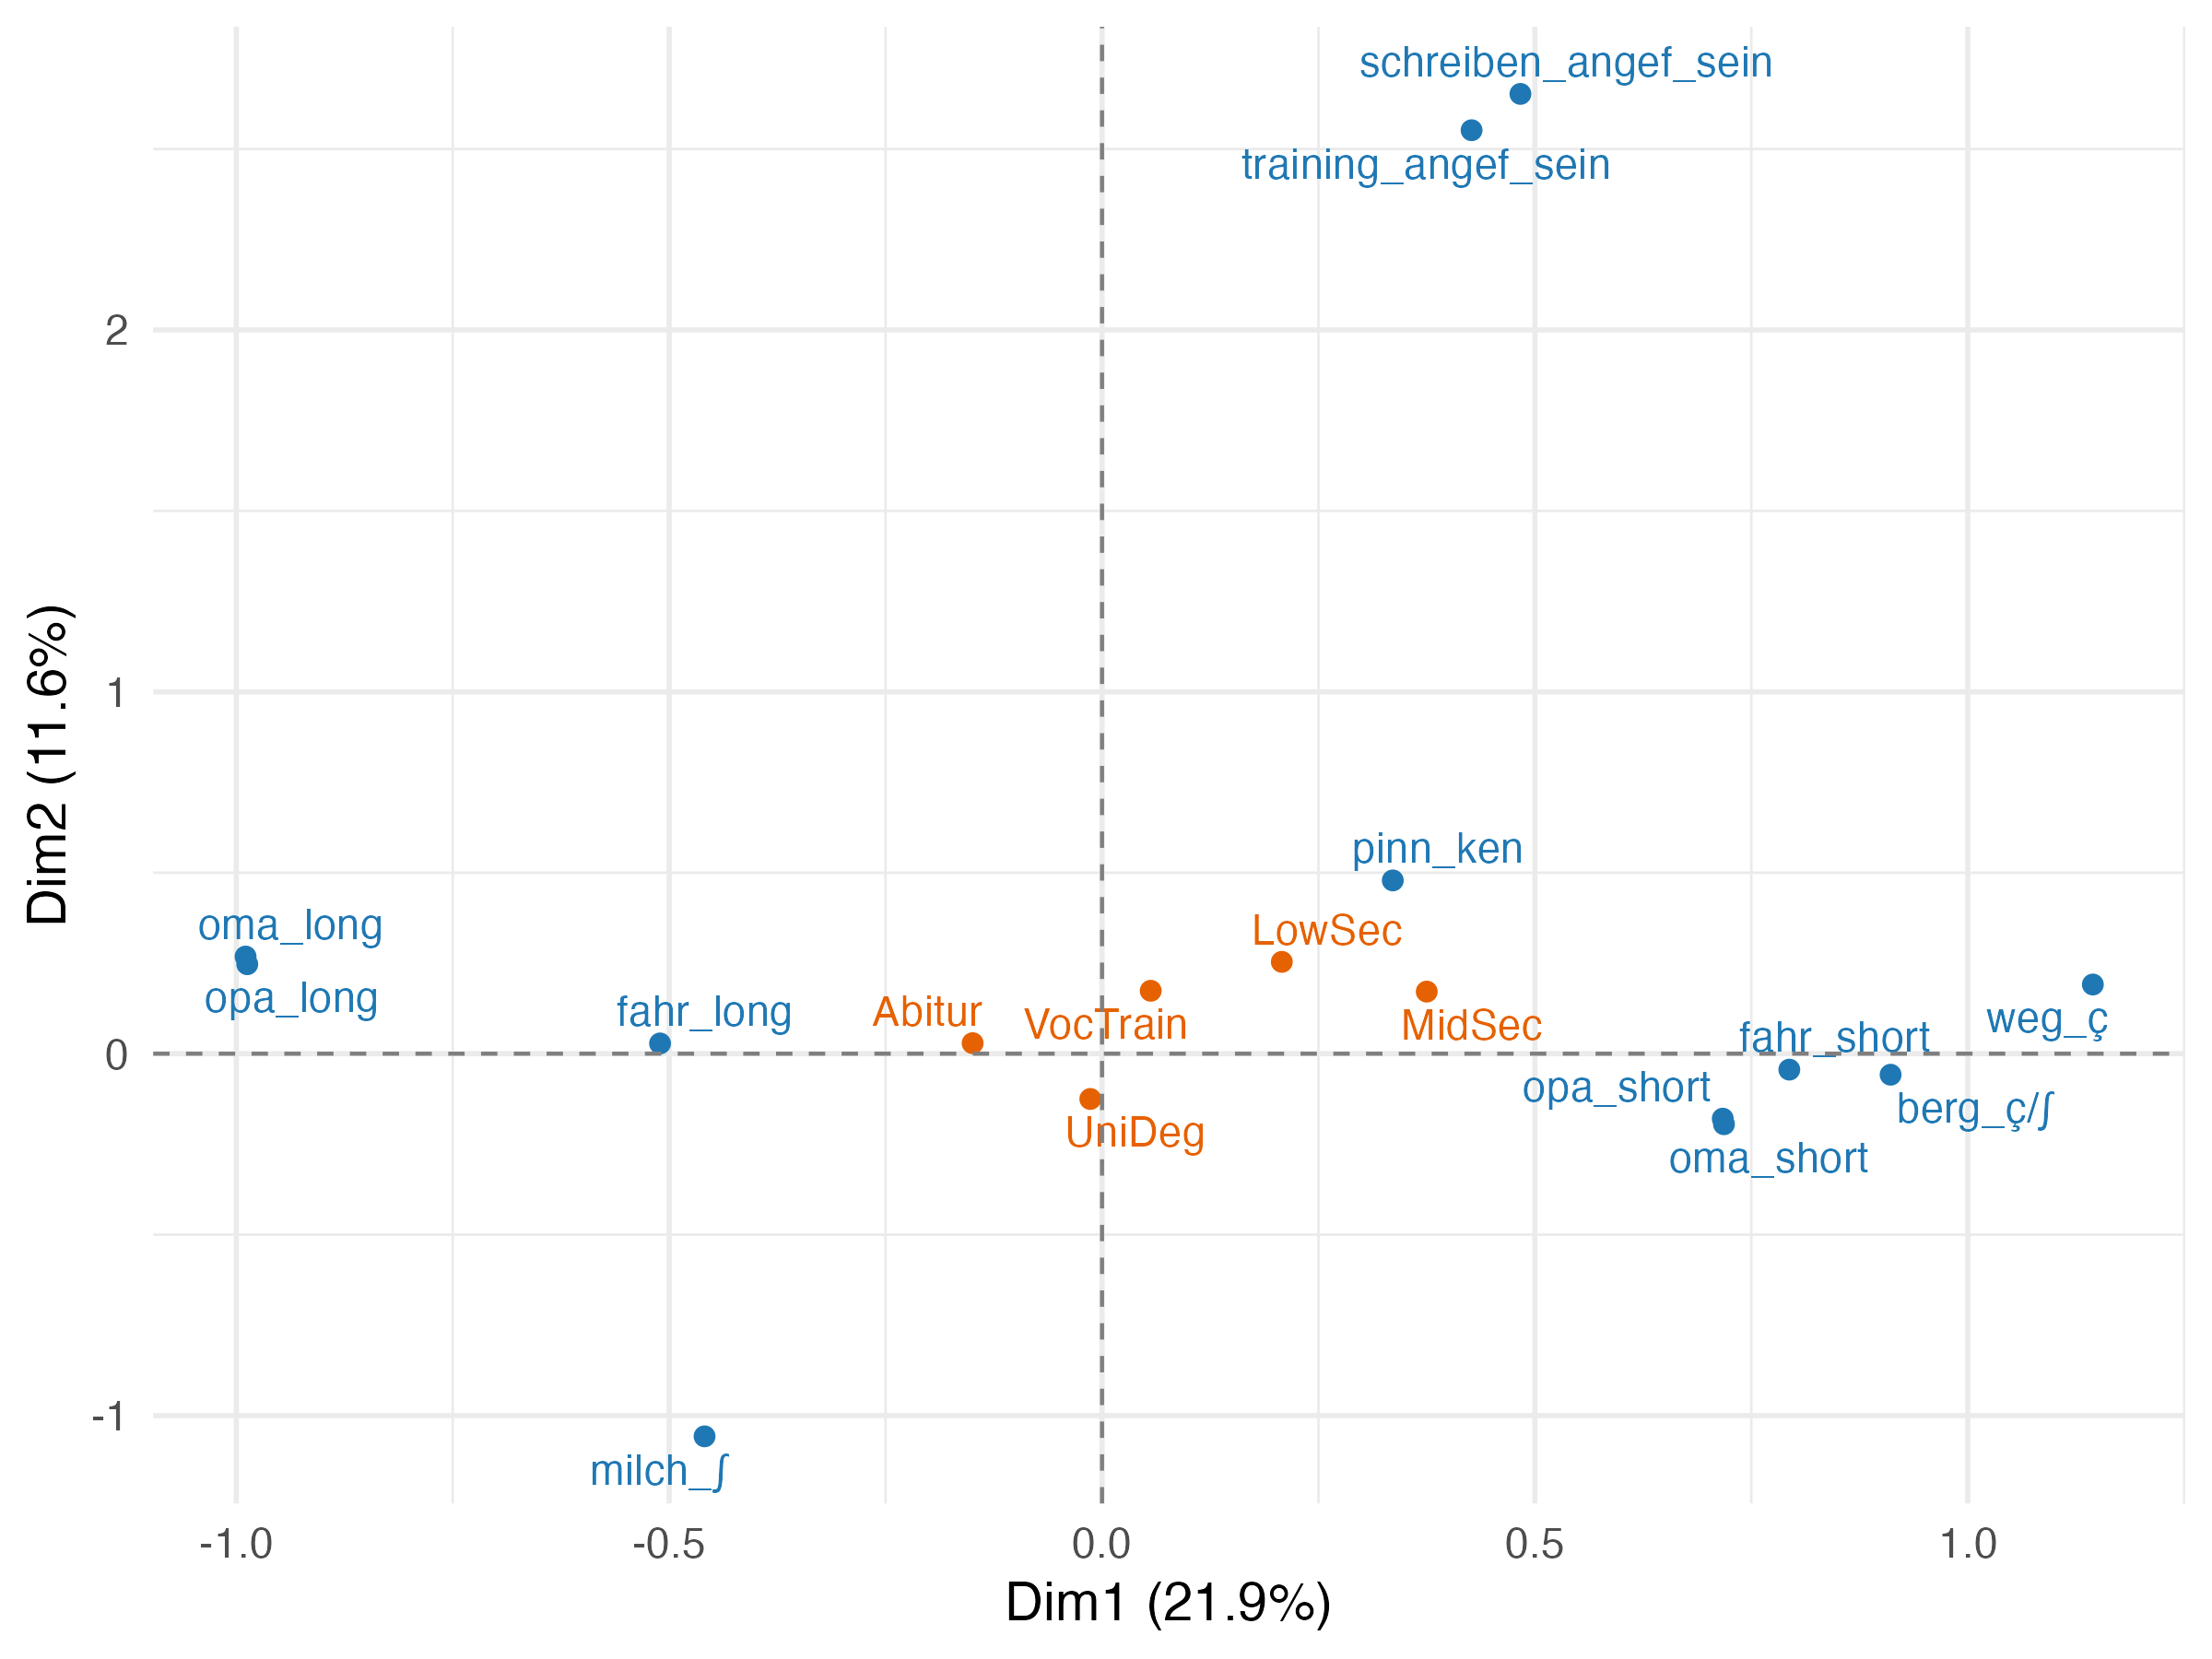 schreiben_angef_sein
training_angef_sein
2
1
pinn_ken
oma_long
LowSec
opa_long
fahr_long
Abitur
VocTrain
MidSec
weg_ç
fahr_short
0
opa_short
berg_ç/ʃ
UniDeg
oma_short
-1
milch_ʃ
-1.0
-0.5
0.0
0.5
1.0
Dim1 (21.9%)
Dim2 (11.6%)